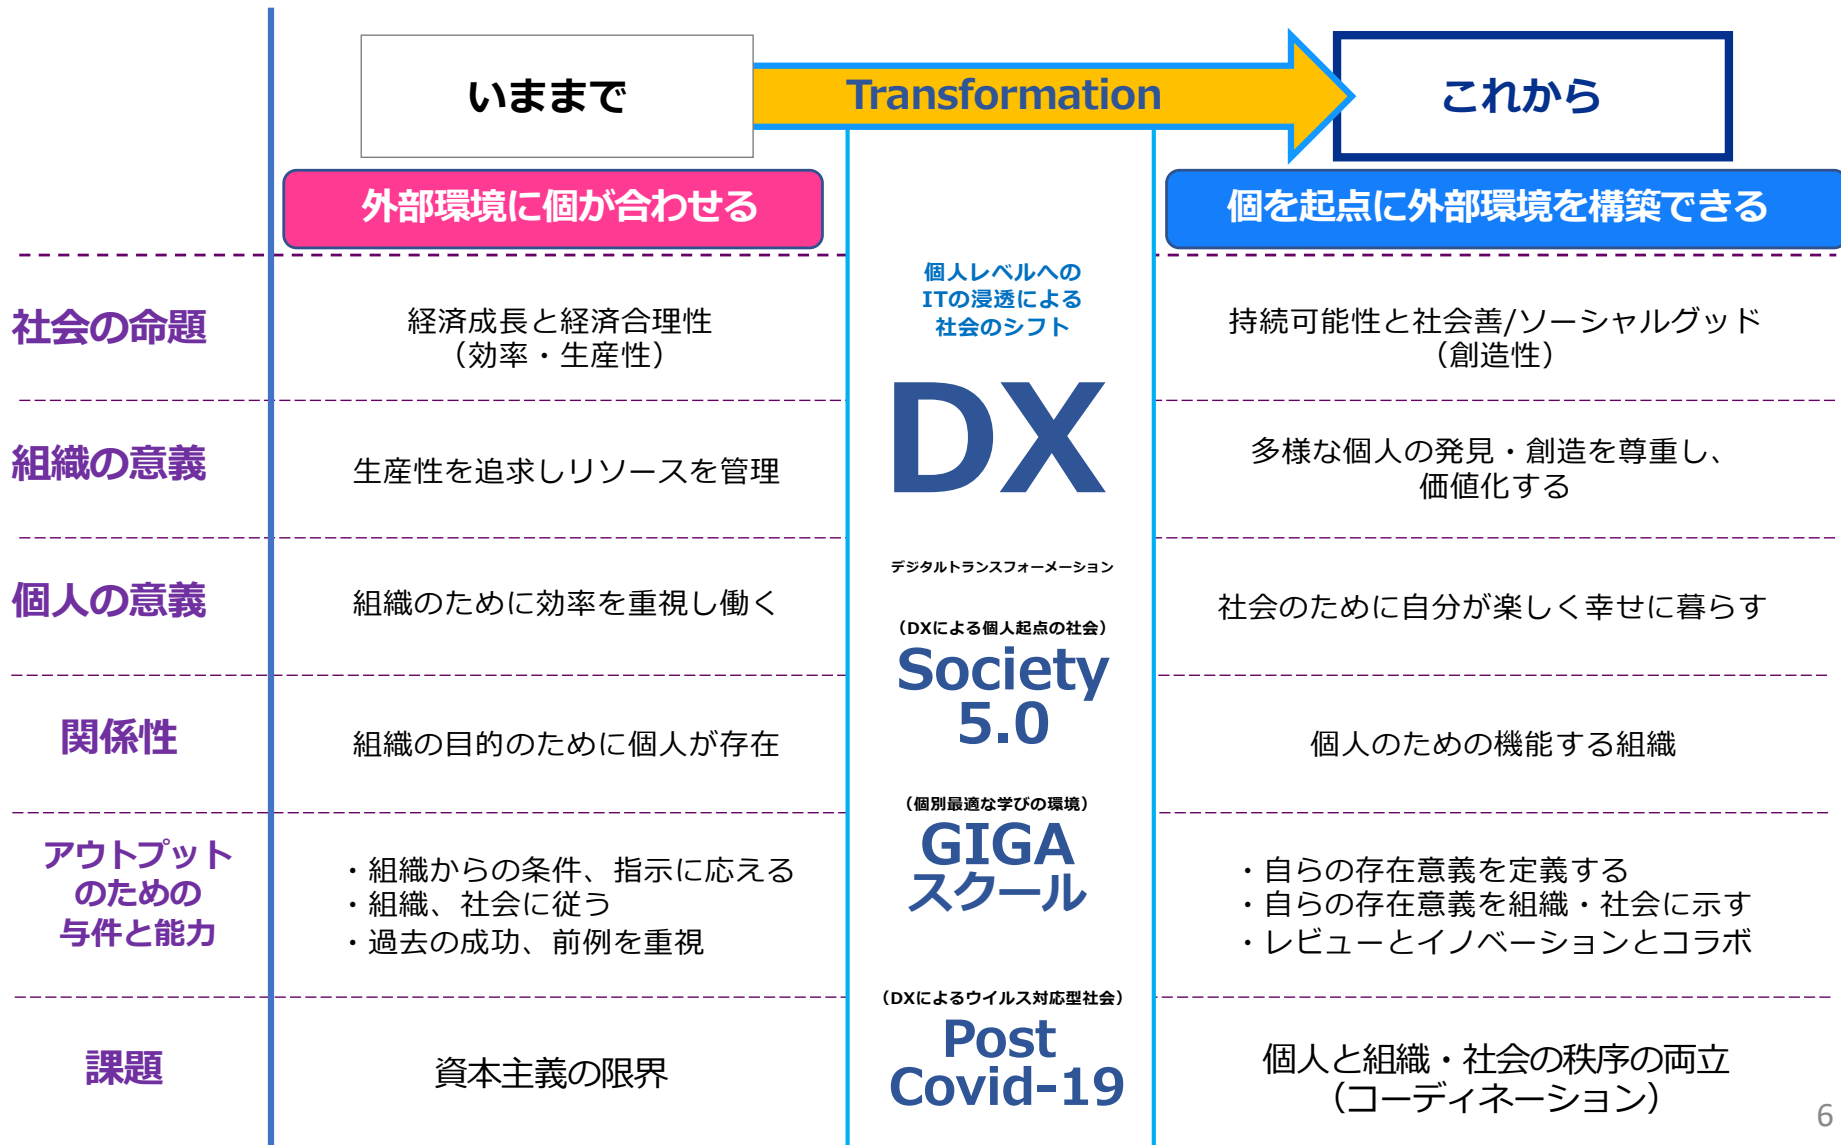 いままで
Transformation
これから
外部環境に個が合わせる
個を起点に外部環境を構築できる
個人レベルへの
ITの浸透による
社会のシフト
DX
デジタルトランスフォーメーション
（DXによる個人起点の社会）
Society
5.0
（個別最適な学びの環境）
GIGA
スクール
（DXによるウイルス対応型社会）
Post
Covid-19
社会の命題
経済成長と経済合理性
（効率・生産性）
持続可能性と社会善/ソーシャルグッド
（創造性）
組織の意義
生産性を追求しリソースを管理
多様な個人の発見・創造を尊重し、
価値化する
個人の意義
組織のために効率を重視し働く
社会のために自分が楽しく幸せに暮らす
関係性
組織の目的のために個人が存在
個人のための機能する組織
アウトプット
のための
与件と能力
・組織からの条件、指示に応える
・組織、社会に従う
・過去の成功、前例を重視
・自らの存在意義を定義する
・自らの存在意義を組織・社会に示す
・レビューとイノベーションとコラボ
課題
資本主義の限界
個人と組織・社会の秩序の両立
（コーディネーション）
6